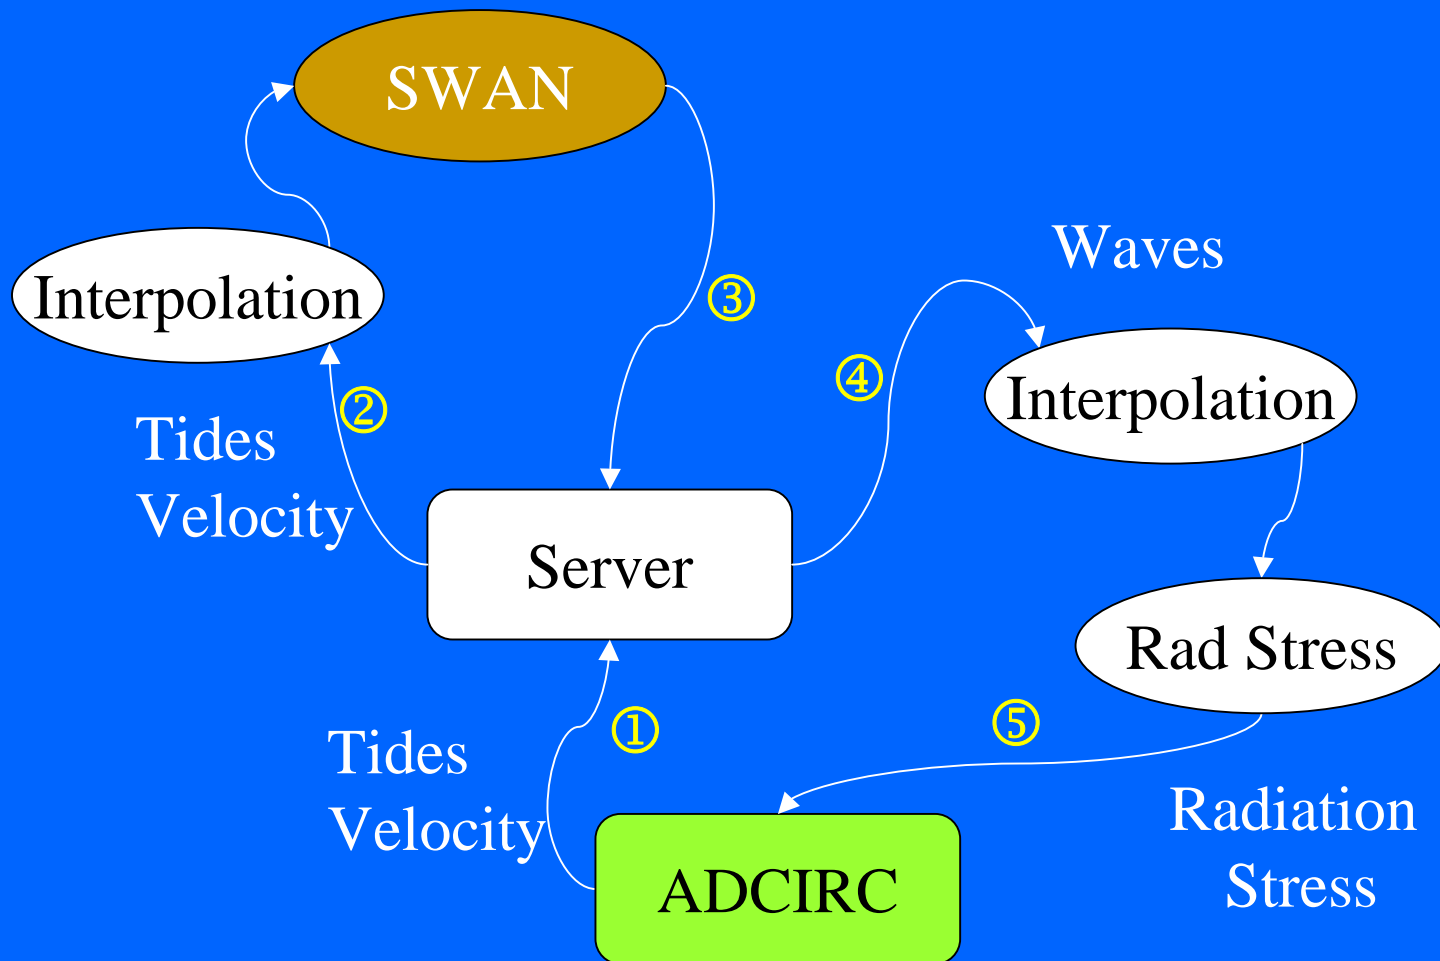 SWAN
Waves
Interpolation
③
④
Interpolation
②
Tides
Velocity
Server
Rad Stress
①
⑤
Tides
Velocity
Radiation
Stress
ADCIRC